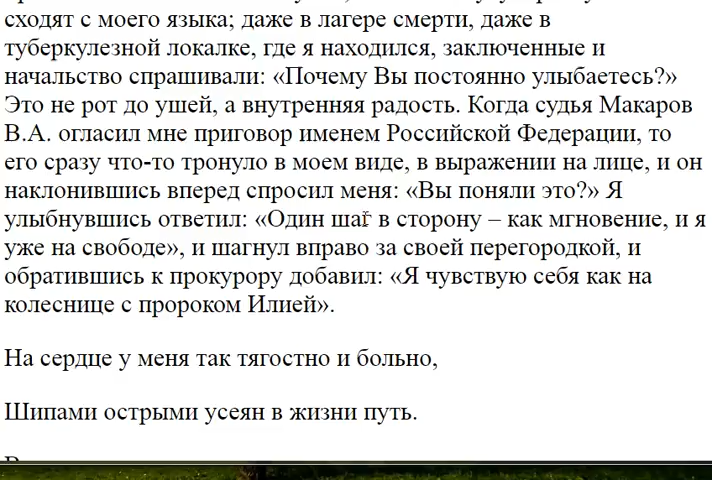 сходят с моего языка; даже в лагере смерти, даже в
туберкулезной локалке, где я находился, заключенные и
начальство спрашивали: «Почему Вы постоянно улыбаетесь?»
Это не рот до ушей, а внутренняя радость. Когда судья Макаров
В.А. огласил мне приговор именем Российской Федерации, то
его сразу что-то тронуло в моем виде, в выражении на лице, и он
наклонившись вперед спросил меня: «Вы поняли это?» Я
улыбнувшись ответил: «Один шаг в сторону – как мгновение, и я
уже на свободе», и шагнул вправо за своей перегородкой, и
обратившись к прокурору добавил: «Я чувствую себя как на
колеснице с пророком Илией».
На сердце у меня так тягостно и больно,
Шипами острыми усеян в жизни путь.